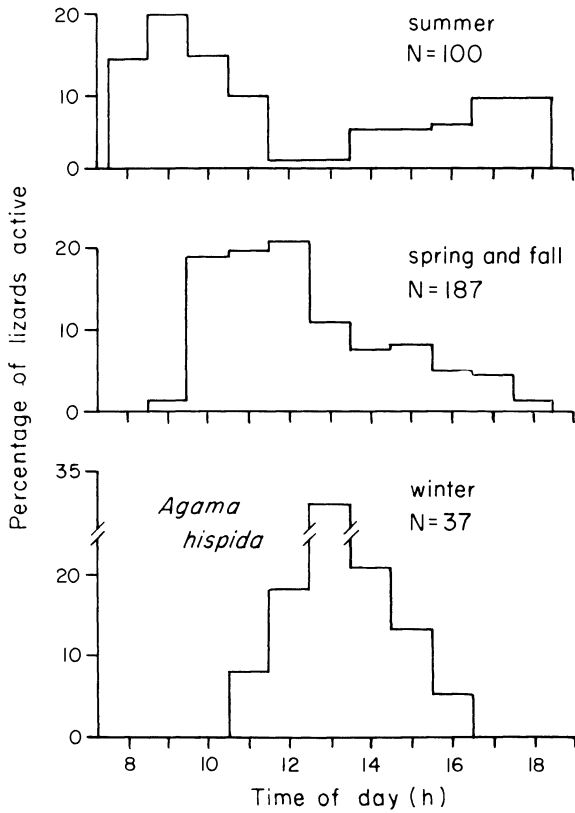 summer
N=100
20
10
0
spring and fall
N=187
20
10
0
Percentage of lizards active
winter
N=37
Agama
hispida
35
20
10
0
8 10 12 14 16 18
Time of day (h)